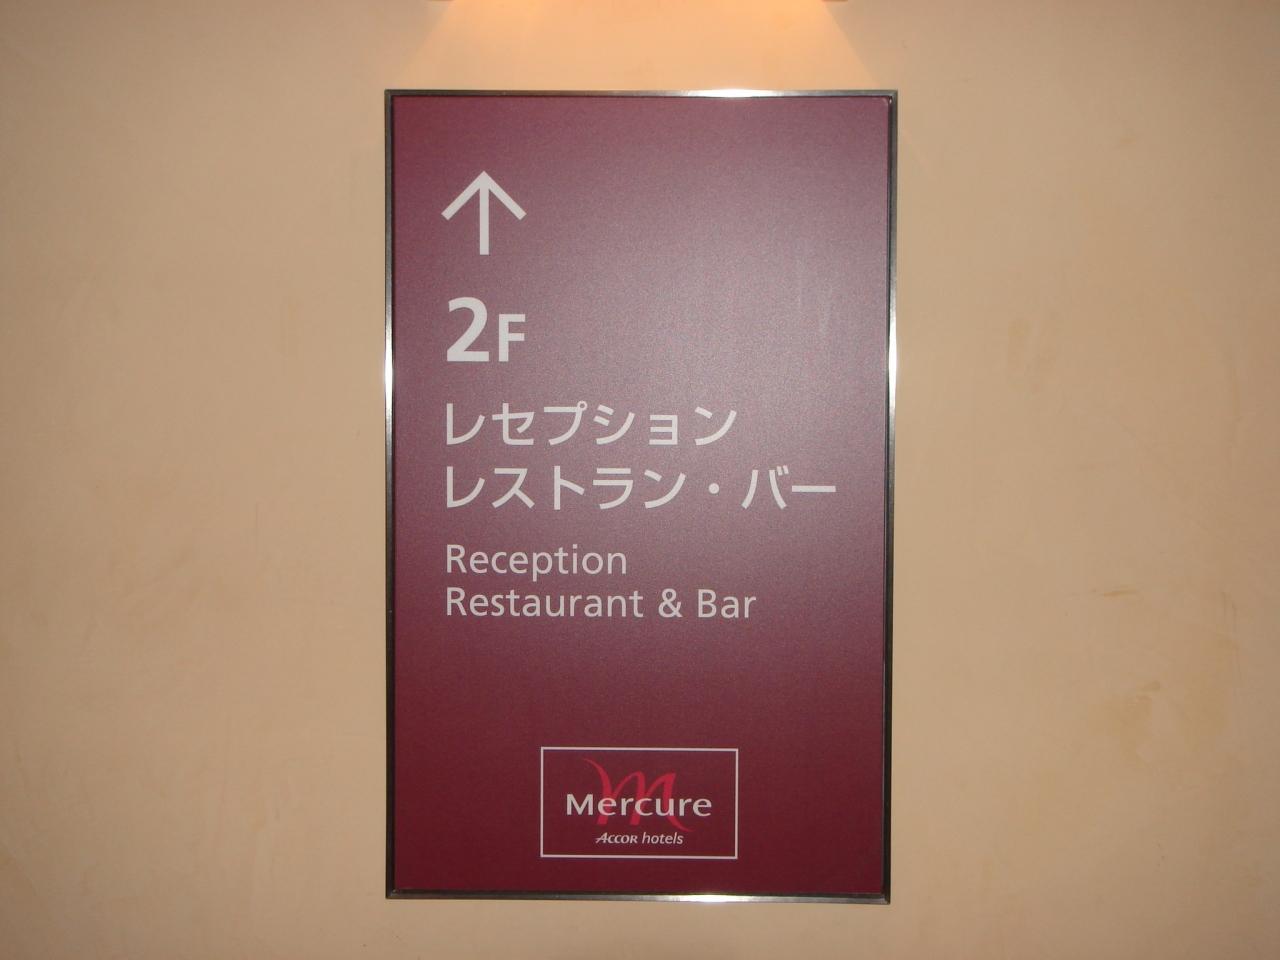 2F
レセプション
レストラン・バー
Reception
Restaurant & Bar
Mercure
Accor hotels